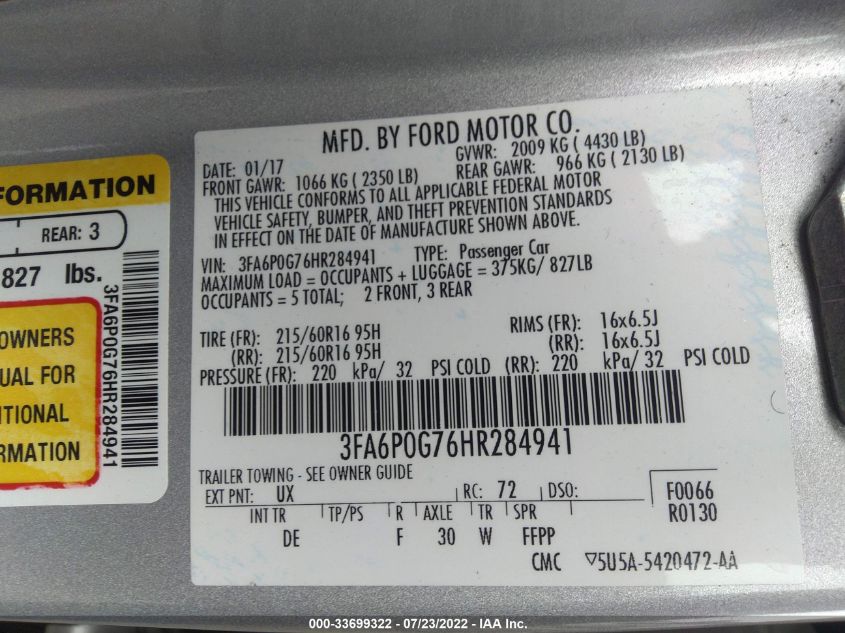 MFD. BY FORD MOTOR CO.
DATE: 01/17 GVWR: 2009 KG ( 4430 LB)
FRONT GAWR: 1066 KG ( 2350 LB) REAR GAWR: 966 KG ( 2130 LB)
THIS VEHICLE CONFORMS TO ALL APPLICABLE FEDERAL MOTOR
VEHICLE SAFETY, BUMPER, AND THEFT PREVENTION STANDARDS
IN EFFECT ON THE DATE OF MANUFACTURE SHOWN ABOVE.
VIN: 3FA6P0G76HR284941 TYPE: Passenger Car
MAXIMUM LOAD = OCCUPANTS + LUGGAGE = 375KG/ 827LB
OCCUPANTS = 5 TOTAL; 2 FRONT, 3 REAR
TIRE (FR): 215/60R16 95H RIMS (FR): 16x6.5J
(RR): 215/60R16 95H (RR): 16x6.5J
PRESSURE (FR): 220 kPa/ 32 PSI COLD (RR): 220 kPa/ 32 PSI COLD
3FA6P0G76HR284941
TRAILER TOWING - SEE OWNER GUIDE
EXT PNT: UX RC: 72 DSO: F0066
INT TR TP/PS R AXLE TR SPR R0130
DE F 30 W FFPP
CMC ▽5U5A-5420472-AA
FORMATION
REAR: 3
827 lbs.
3FA6P0G76HR284941
OWNERS
UAL FOR
ITIONAL
RMATION
000-33699322 - 07/23/2022 - IAA Inc.